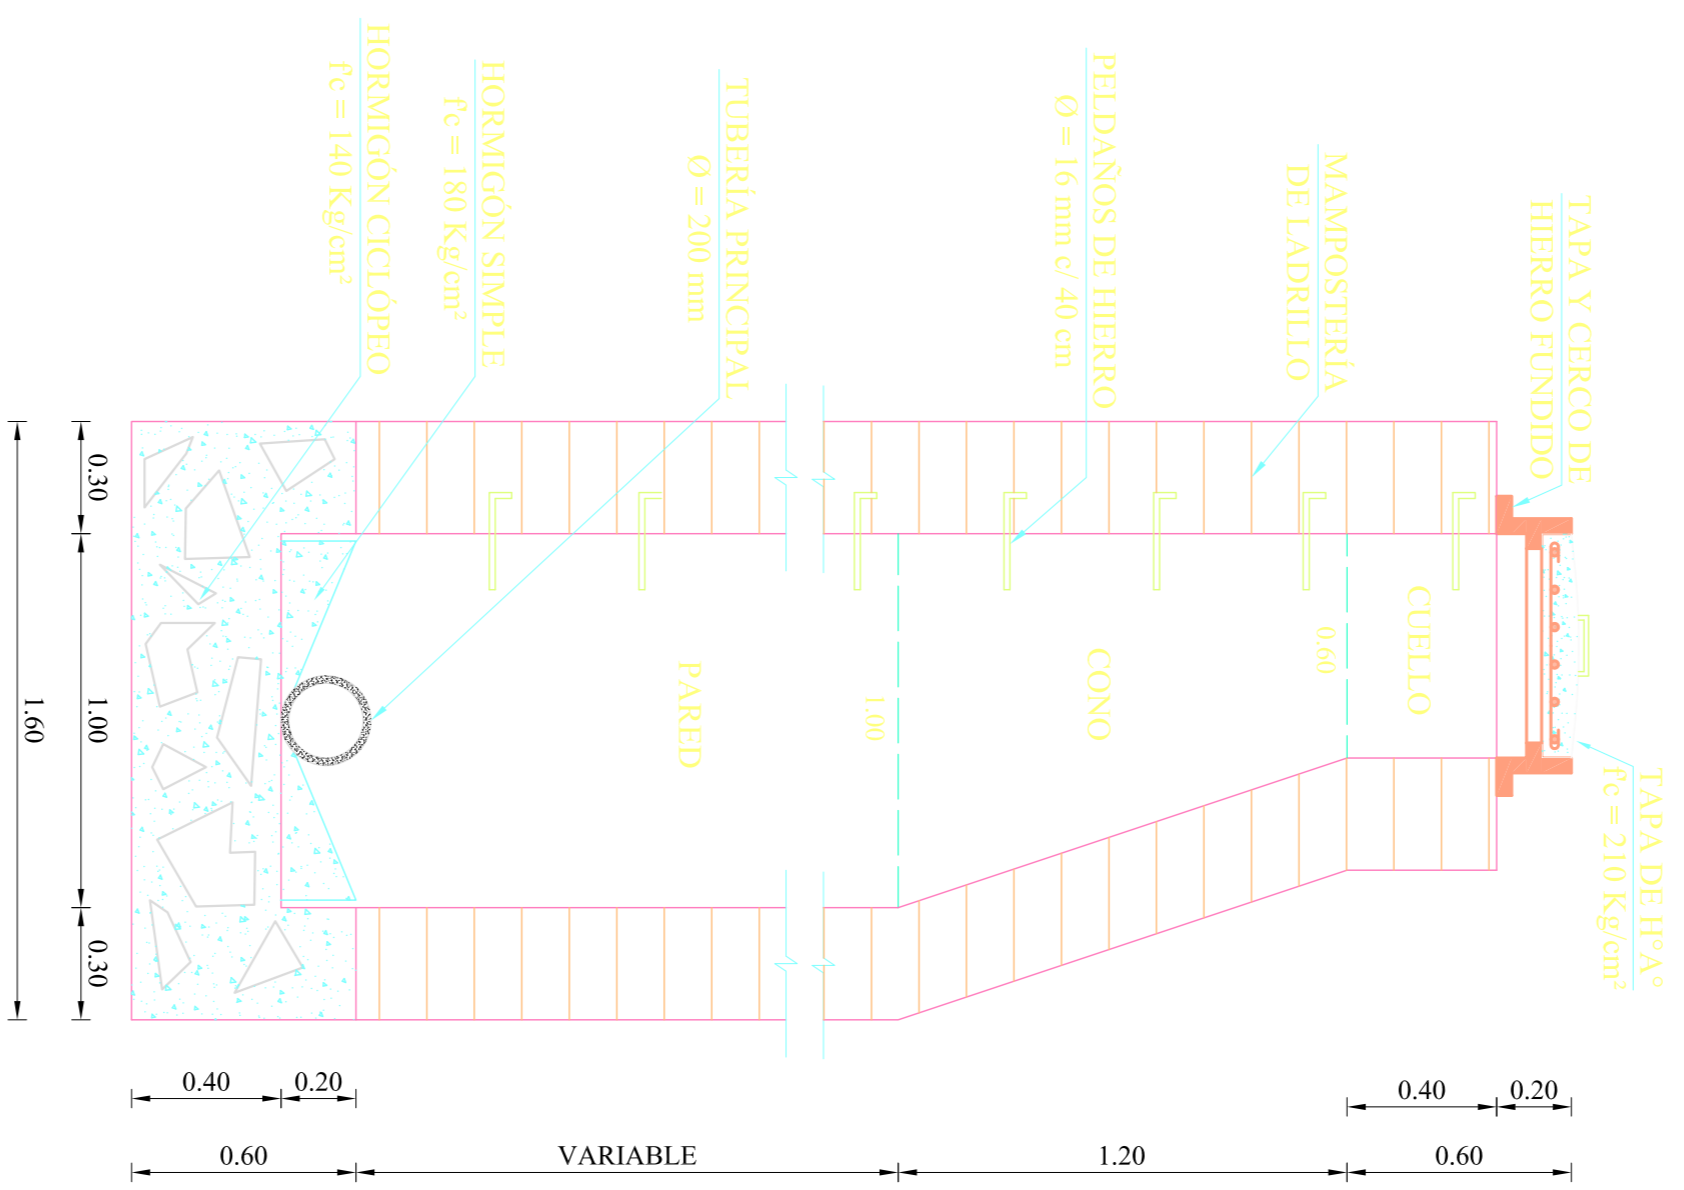 TAPA Y CERCO DE
HIERRO FUNDIDO
TAPA DE HºAº
f'c = 210 Kg/cm²
MAMPOSTERÍA
DE LADRILLO
PELDAÑOS DE HIERRO
Ø = 16 mm c/ 40 cm
TUBERÍA PRINCIPAL
Ø = 200 mm
HORMIGÓN SIMPLE
f'c = 180 Kg/cm²
HORMIGÓN CICLÓPEO
f'c = 140 Kg/cm²
CUELLO
0.60
CONO
1.00
PARED
0.30
1.00
0.30
1.60
0.20
0.40
0.60
1.20
VARIABLE
0.20
0.40
0.60